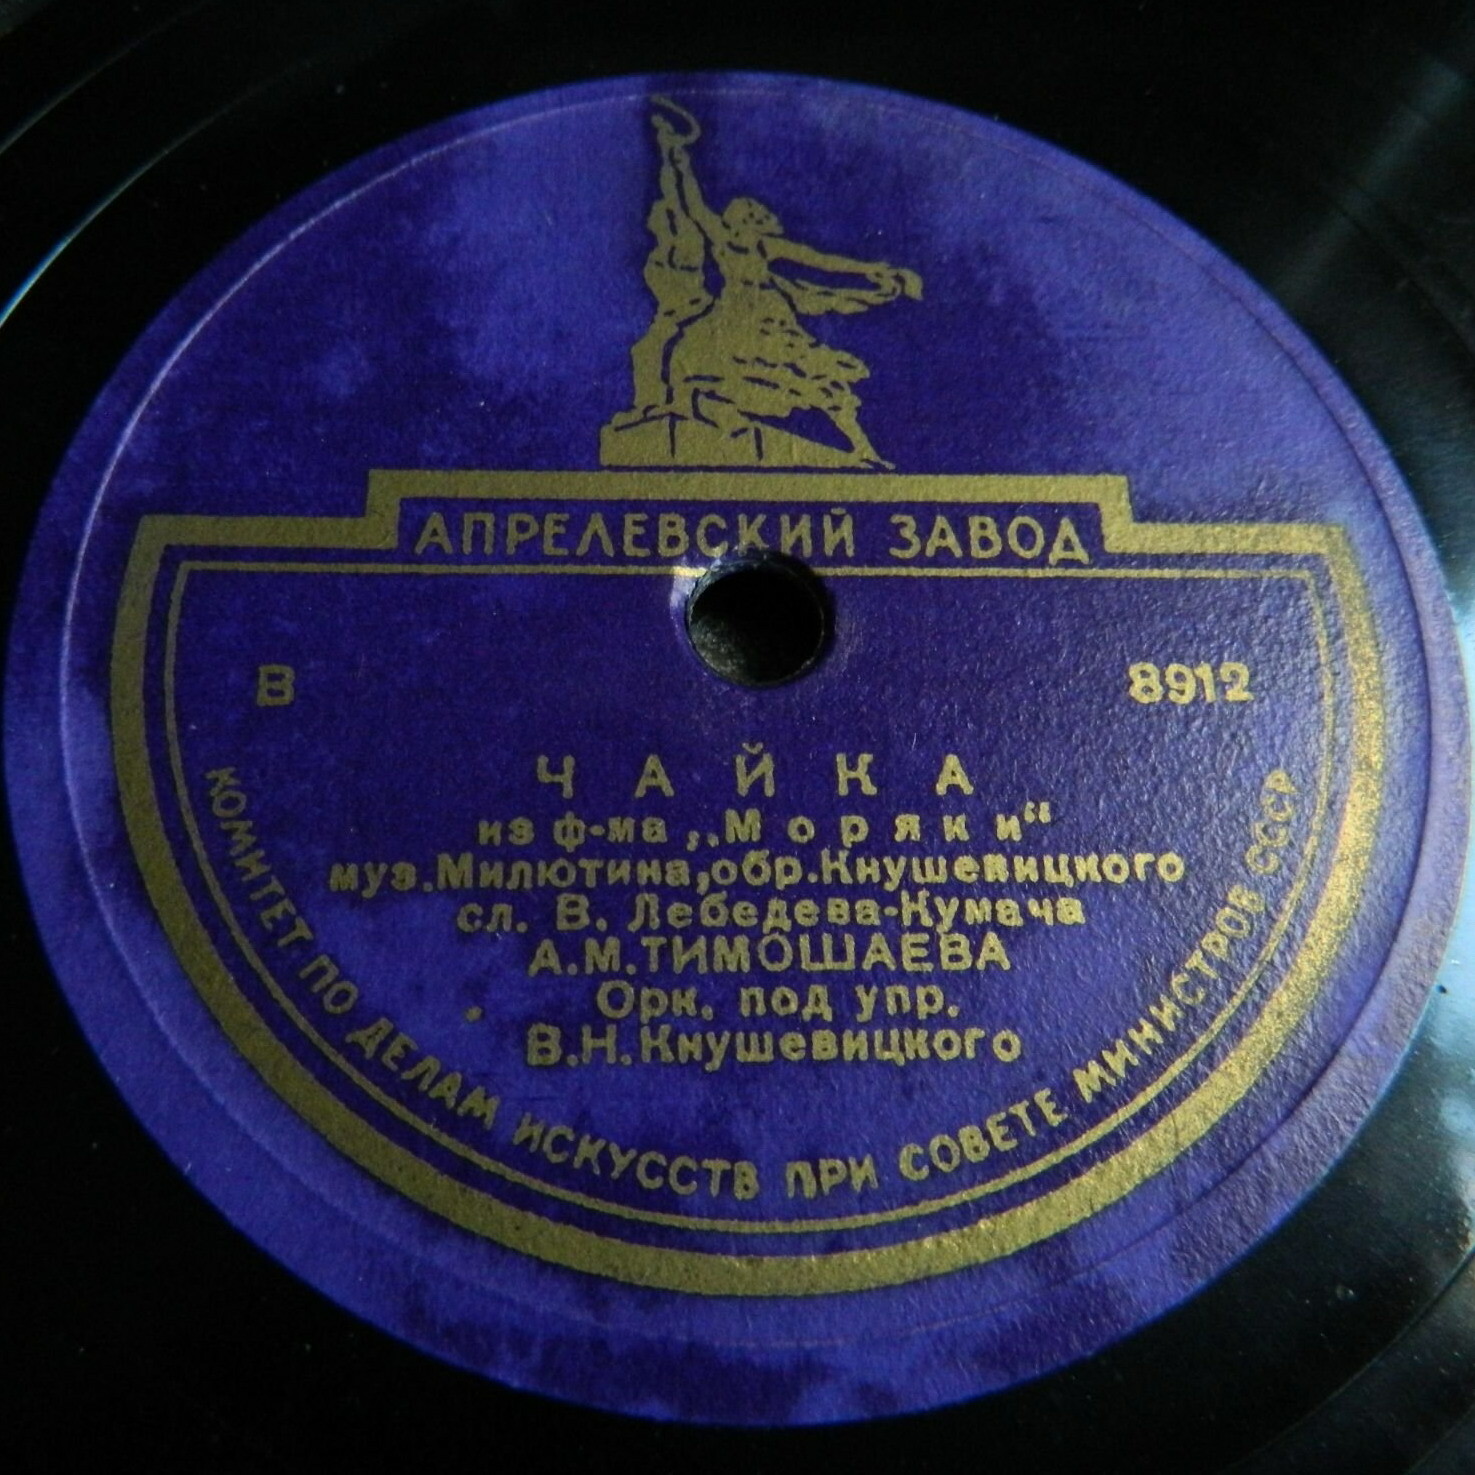 АПРЕЛЕВСКИЙ ЗАВОД
В 8912
ЧАЙКА
из ф-ма „Моряки“
муз.Милютина,обр.Кнушевицкого
сл. В. Лебедева-Кумача
А.М.ТИМОШАЕВА
Орк. под упр.
В.Н.Кнушевицкого
КОМИТЕТ ПО ДЕЛАМ ИСКУССТВ ПРИ СОВЕТЕ МИНИСТРОВ СССР